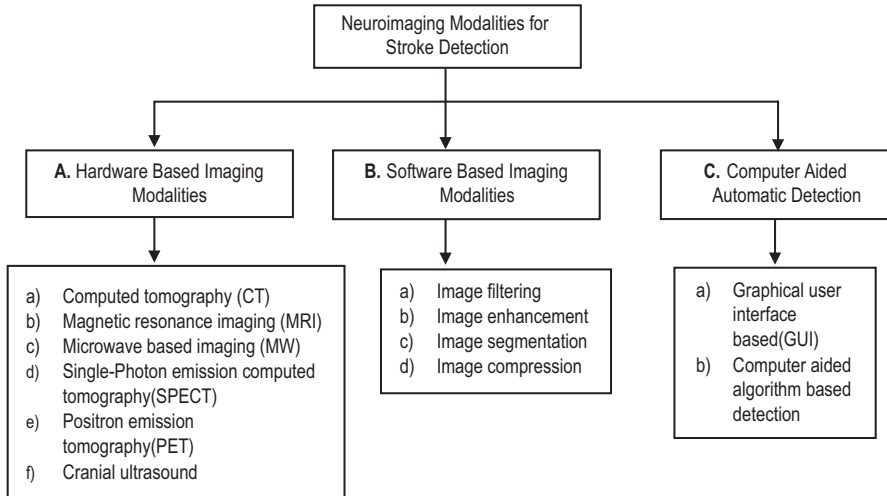 Neuroimaging Modalities for
Stroke Detection
A. Hardware Based Imaging
Modalities
B. Software Based Imaging
Modalities
C. Computer Aided
Automatic Detection
a) Computed tomography (CT)
b) Magnetic resonance imaging (MRI)
c) Microwave based imaging (MW)
d) Single-Photon emission computed
tomography(SPECT)
e) Positron emission
tomography(PET)
f) Cranial ultrasound
a) Image filtering
b) Image enhancement
c) Image segmentation
d) Image compression
a) Graphical user
interface
based(GUI)
b) Computer aided
algorithm based
detection